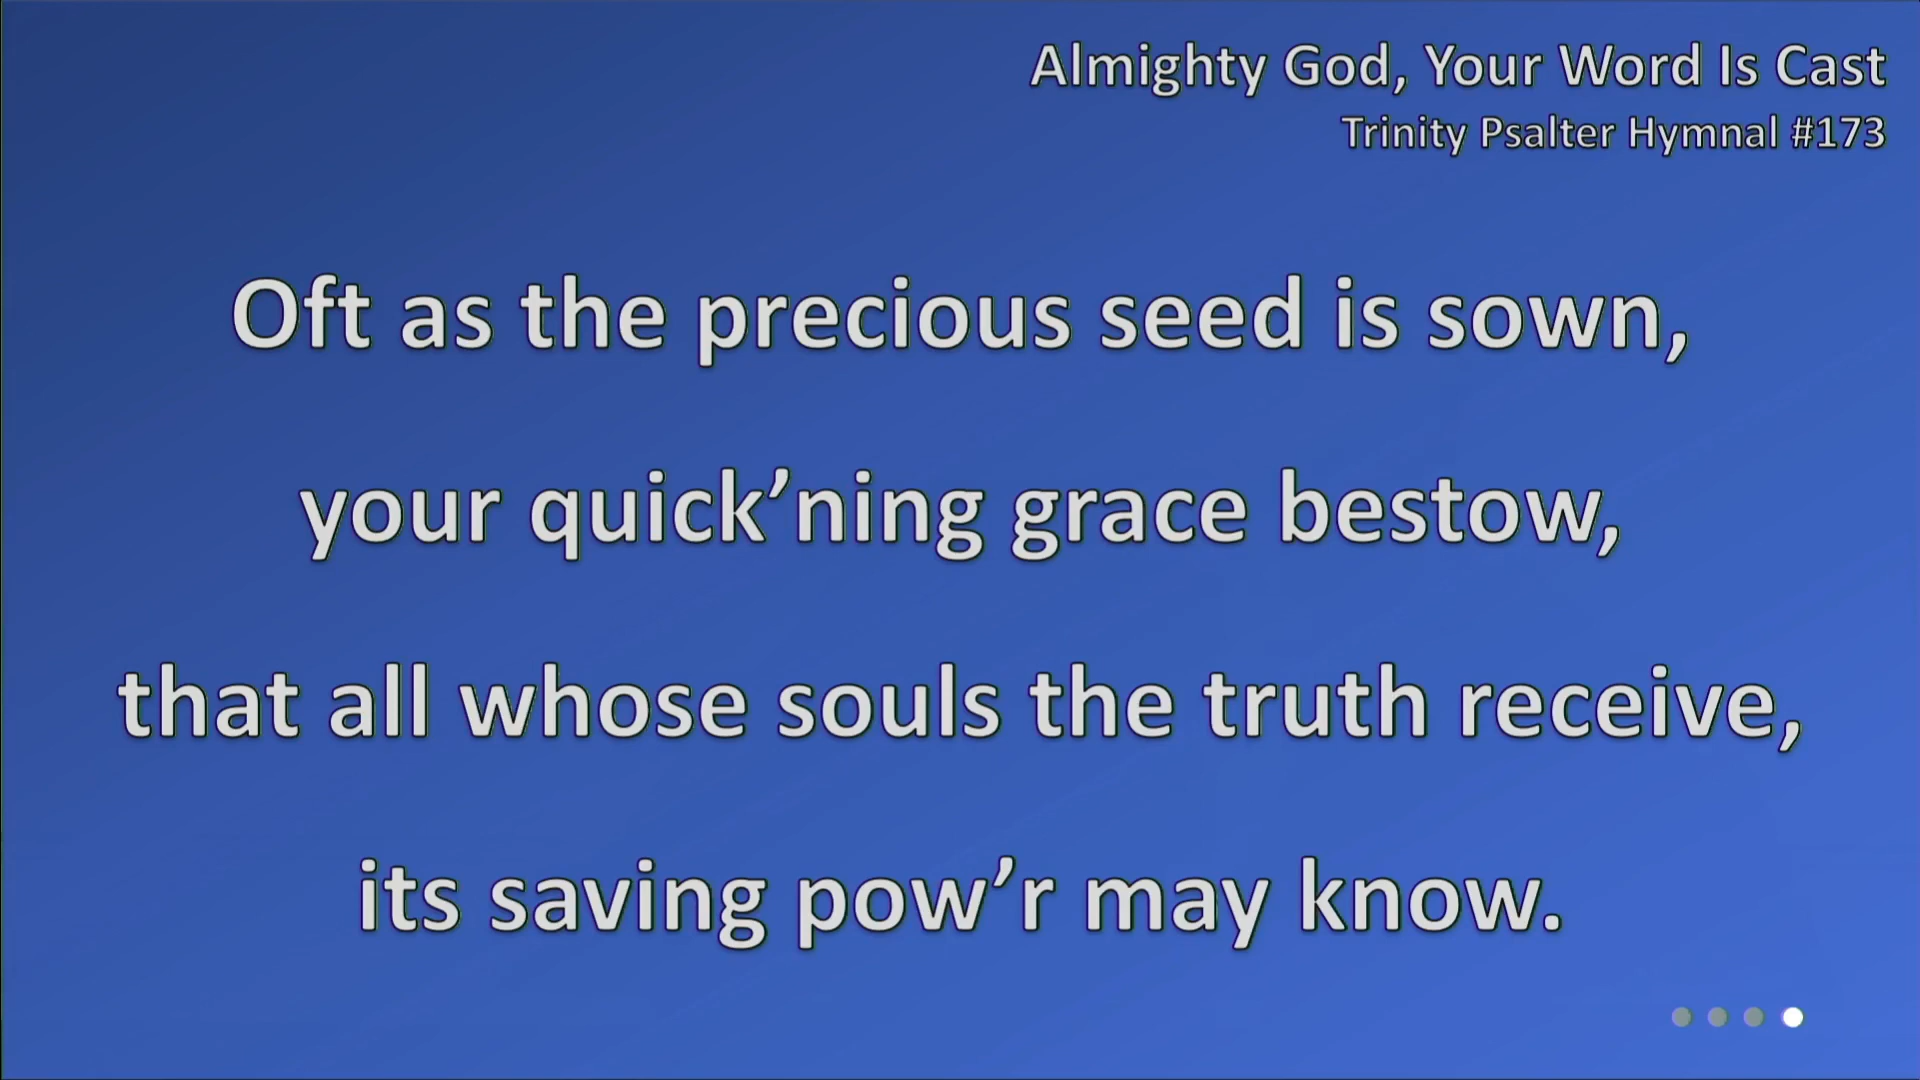 Almighty God, Your Word Is Cast
Trinity Psalter Hymnal #173
Oft as the precious seed is sown,
your quick’ning grace bestow,
that all whose souls the truth receive,
its saving pow’r may know.